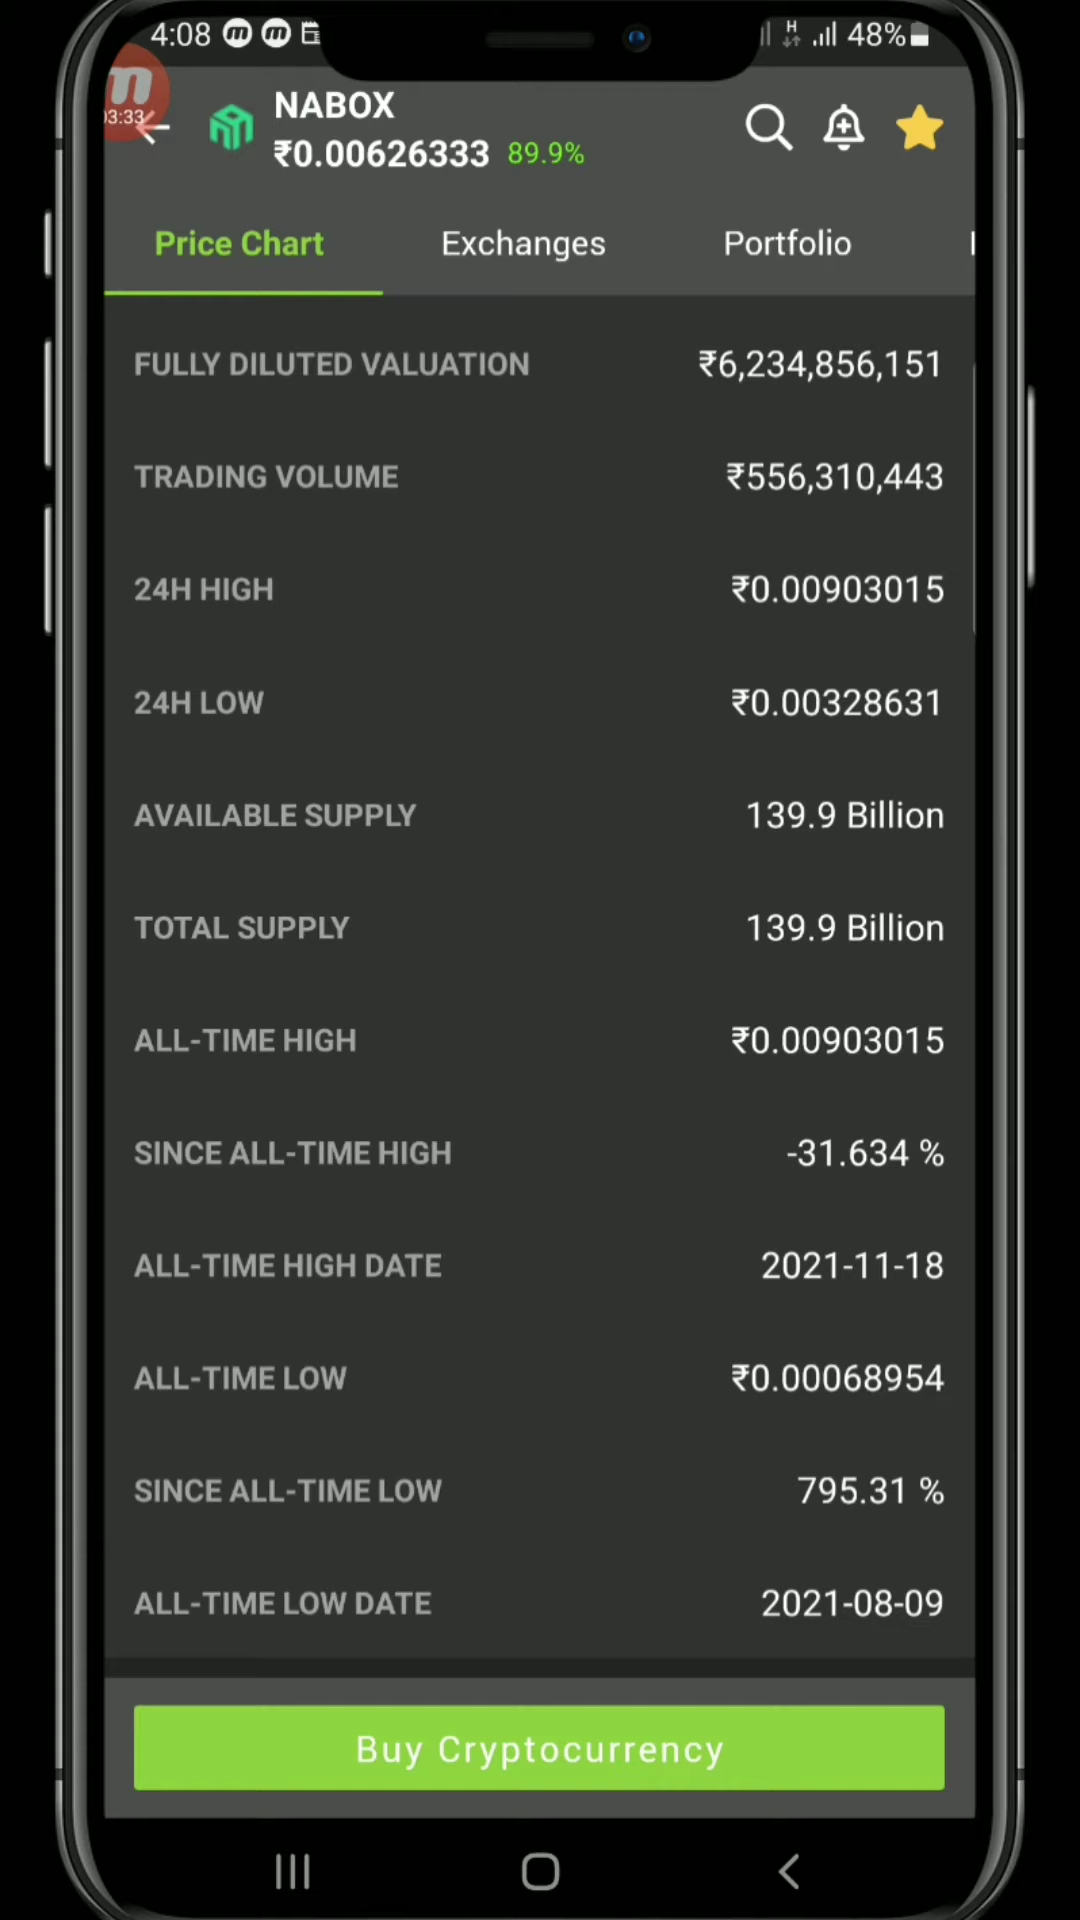 4:08 m m H 48%
m
03:33
NABOX
₹0.00626333 89.9%
Price Chart Exchanges Portfolio
FULLY DILUTED VALUATION ₹6,234,856,151
TRADING VOLUME ₹556,310,443
24H HIGH ₹0.00903015
24H LOW ₹0.00328631
AVAILABLE SUPPLY 139.9 Billion
TOTAL SUPPLY 139.9 Billion
ALL-TIME HIGH ₹0.00903015
SINCE ALL-TIME HIGH -31.634 %
ALL-TIME HIGH DATE 2021-11-18
ALL-TIME LOW ₹0.00068954
SINCE ALL-TIME LOW 795.31 %
ALL-TIME LOW DATE 2021-08-09
Buy Cryptocurrency